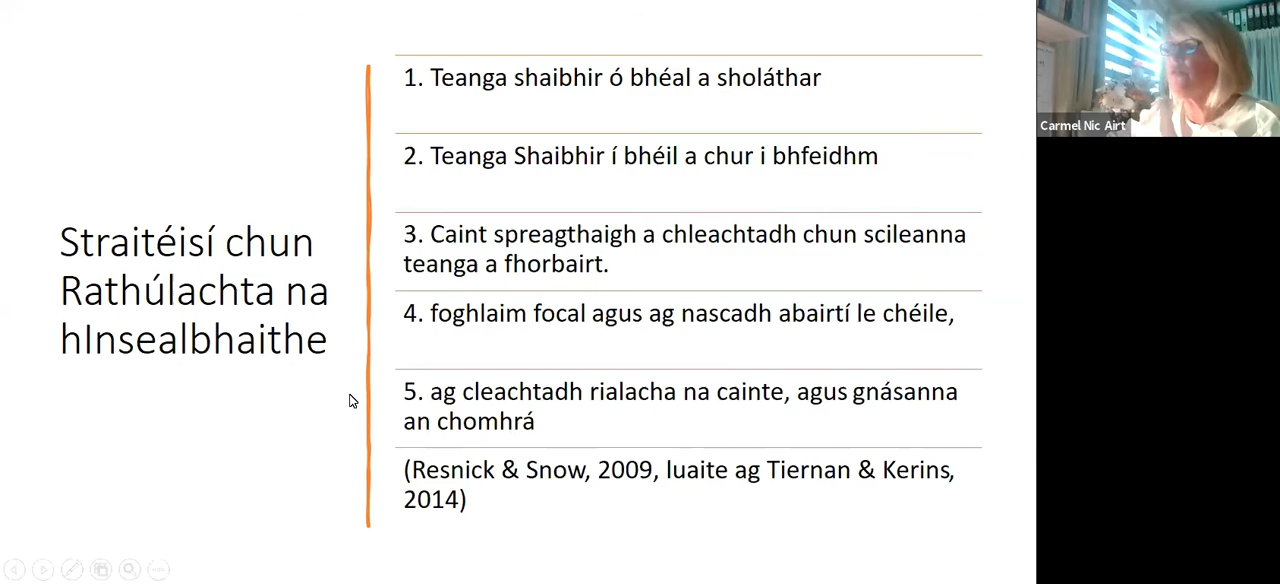 Straitéisí chun
Rathúlachta na
hInsealbhaithe
1. Teanga shaibhir ó bhéal a sholáthar
2. Teanga Shaibhir í bhéil a chur i bhfeidhm
3. Caint spreagthaigh a chleachtadh chun scileanna
teanga a fhorbairt.
4. foghlaim focal agus ag nascadh abairtí le chéile,
5. ag cleachtadh rialacha na cainte, agus gnásanna
an chomhrá
(Resnick & Snow, 2009, luaite ag Tiernan & Kerins,
2014)
Carmel Nic Airt